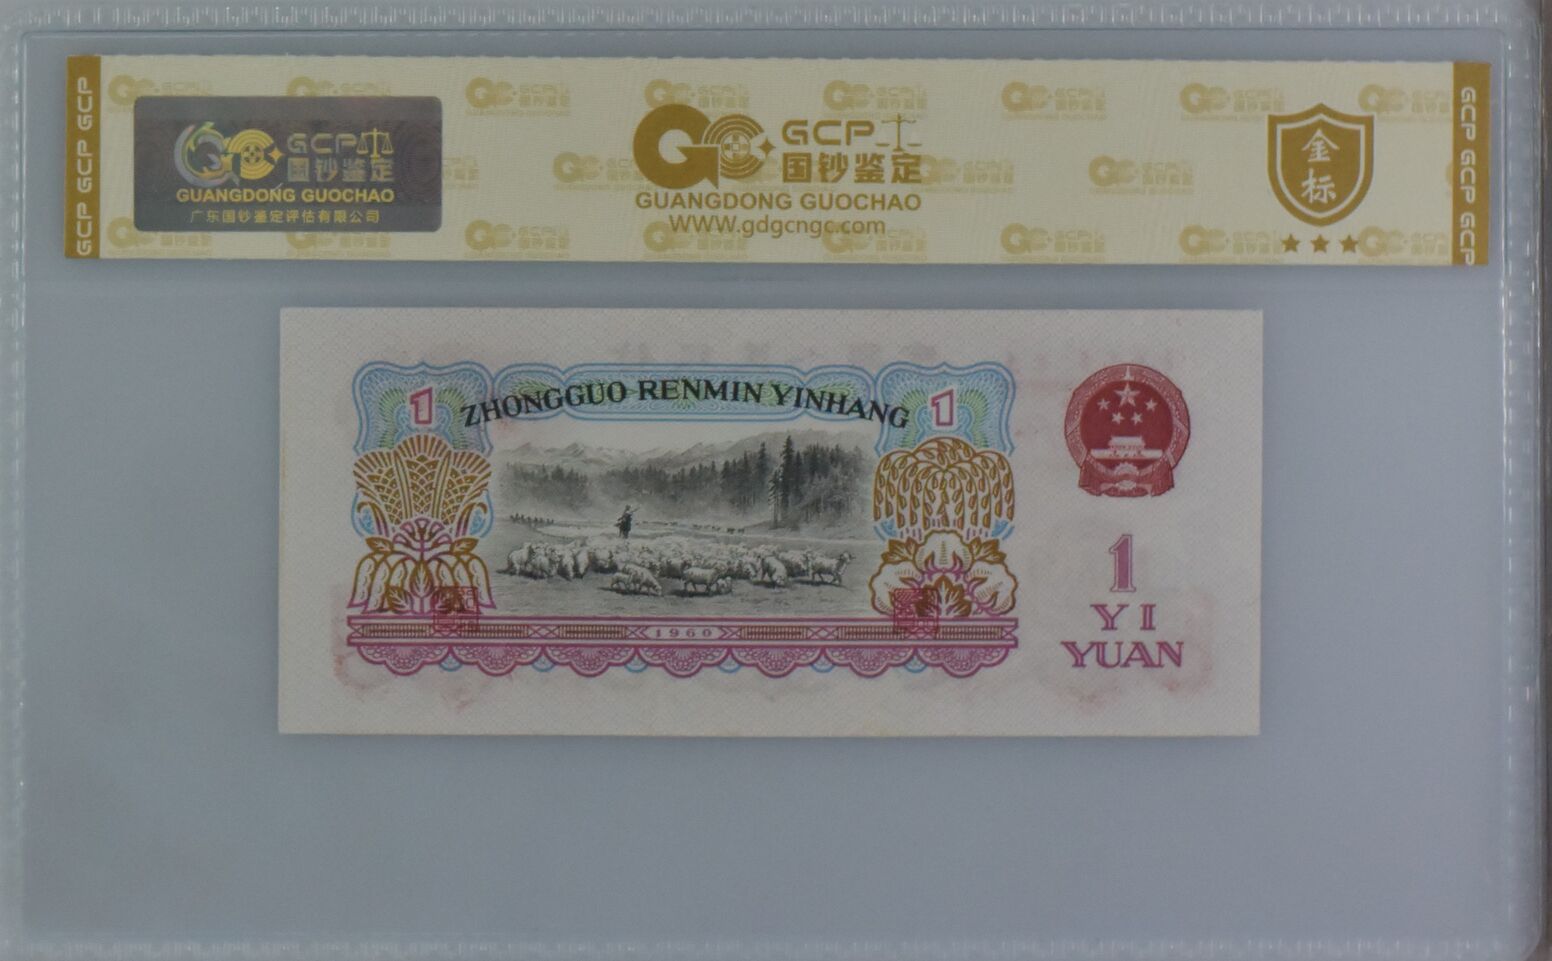 GCP GCP GCP
GCP
国钞鉴定
GUANGDONG GUOCHAO
广东国钞鉴定评估有限公司
GCP
国钞鉴定
GUANGDONG GUOCHAO
WWW.gdgcngc.com
金
标
GCP GCP GCP
ZHONGGUO RENMIN YINHANG
1
1
1960
1
YI
YUAN